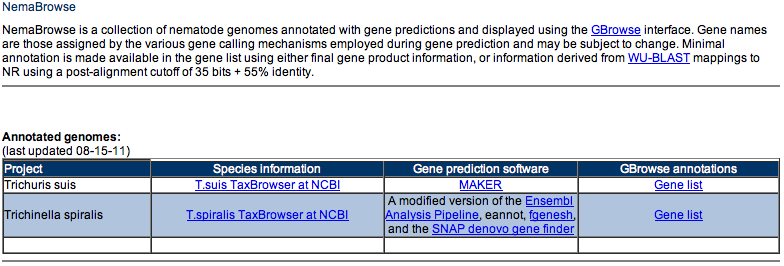 NemaBrowse
NemaBrowse is a collection of nematode genomes annotated with gene predictions and displayed using the GBrowse interface. Gene names
are those assigned by the various gene calling mechanisms employed during gene prediction and may be subject to change. Minimal
annotation is made available in the gene list using either final gene product information, or information derived from WU-BLAST mappings to
NR using a post-alignment cutoff of 35 bits + 55% identity.
Annotated genomes:
(last updated 08-15-11)
Project Species information Gene prediction software GBrowse annotations
Trichuris suis T.suis TaxBrowser at NCBI MAKER Gene list
Trichinella spiralis T.spiralis TaxBrowser at NCBI A modified version of the Ensembl
Analysis Pipeline, eannot, fgenesh,
and the SNAP denovo gene finder Gene list